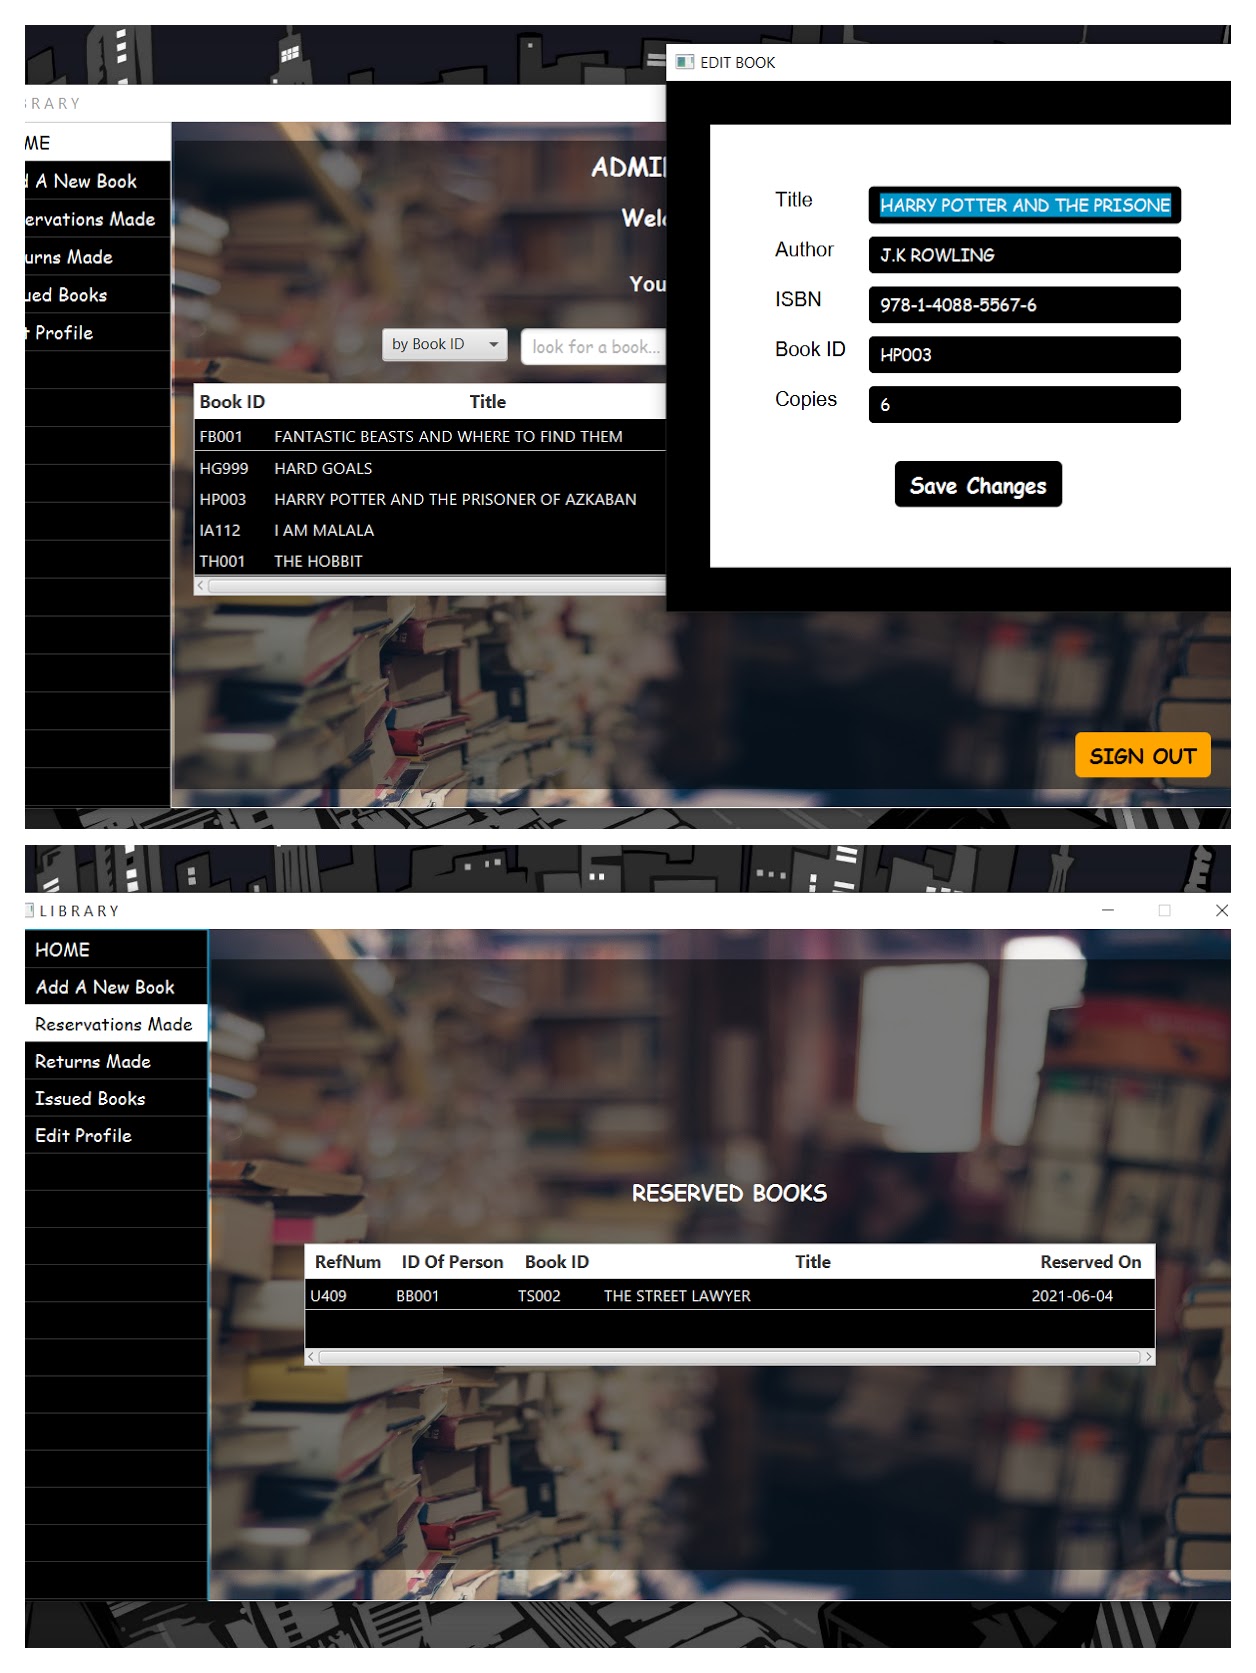 EDIT BOOK
BRARY
ME
d A New Book
ervations Made
urns Made
ued Books
t Profile
ADMI
Welc
You
by Book ID
look for a book...
Book ID Title
FB001 FANTASTIC BEASTS AND WHERE TO FIND THEM
HG999 HARD GOALS
HP003 HARRY POTTER AND THE PRISONER OF AZKABAN
IA112 I AM MALALA
TH001 THE HOBBIT
Title HARRY POTTER AND THE PRISONE
Author J.K ROWLING
ISBN 978-1-4088-5567-6
Book ID HP003
Copies 6
Save Changes
SIGN OUT
LIBRARY
HOME
Add A New Book
Reservations Made
Returns Made
Issued Books
Edit Profile
RESERVED BOOKS
RefNum ID Of Person Book ID Title Reserved On
U409 BB001 TS002 THE STREET LAWYER 2021-06-04